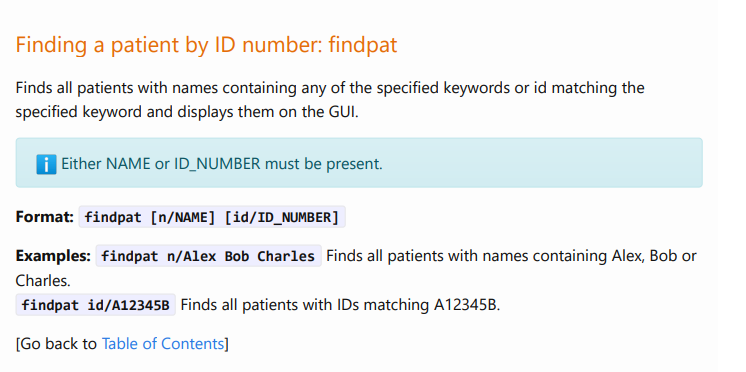 Finding a patient by ID number: findpat
Finds all patients with names containing any of the specified keywords or id matching the
specified keyword and displays them on the GUI.
Either NAME or ID_NUMBER must be present.
Format: findpat [n/NAME] [id/ID_NUMBER]
Examples: findpat n/Alex Bob Charles Finds all patients with names containing Alex, Bob or
Charles.
findpat id/A12345B Finds all patients with IDs matching A12345B.
[Go back to Table of Contents]